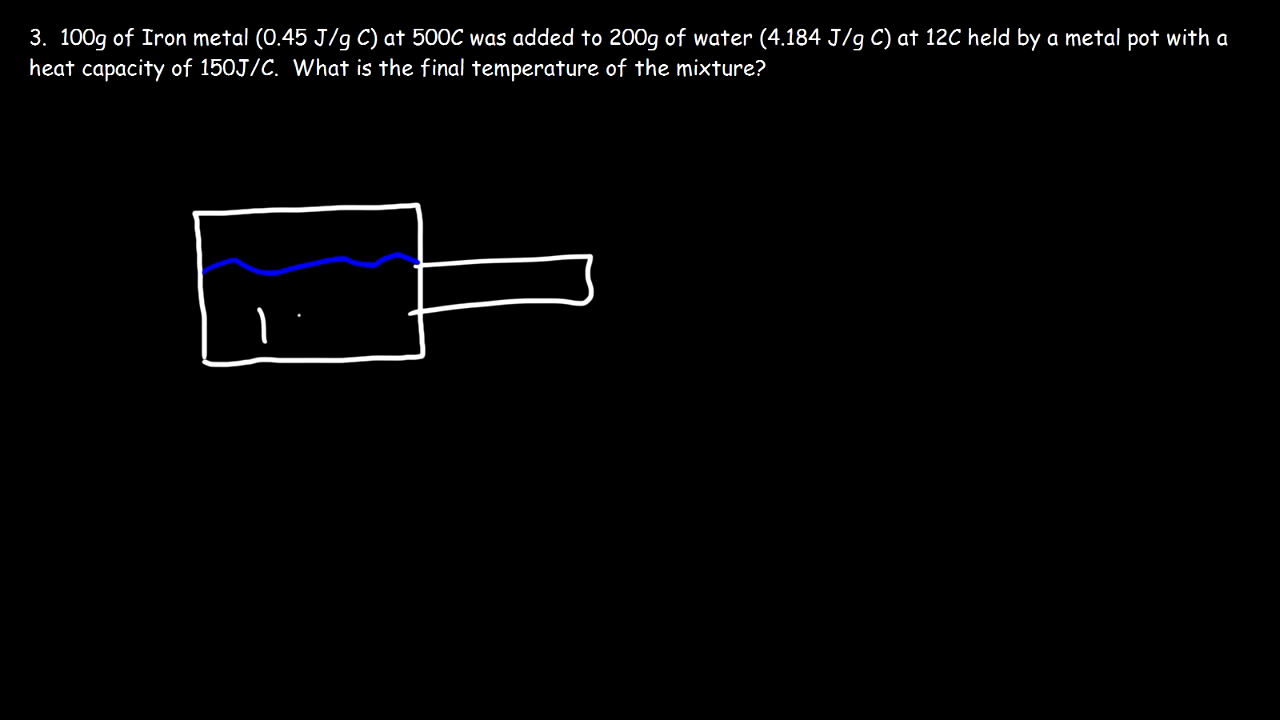 3. 100g of Iron metal (0.45 J/g C) at 500C was added to 200g of water (4.184 J/g C) at 12C held by a metal pot with a
heat capacity of 150J/C. What is the final temperature of the mixture?